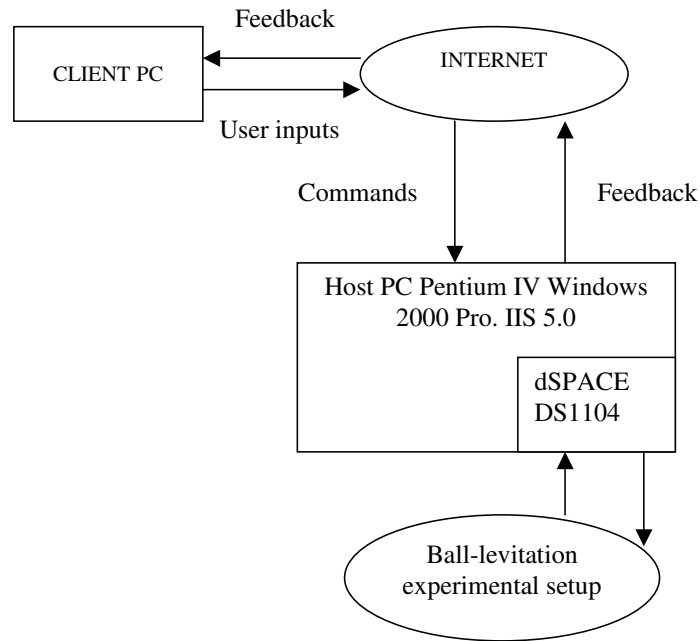 Feedback
CLIENT PC
INTERNET
User inputs
Commands
Feedback
Host PC Pentium IV Windows
2000 Pro. IIS 5.0
dSPACE
DS1104
Ball-levitation
experimental setup